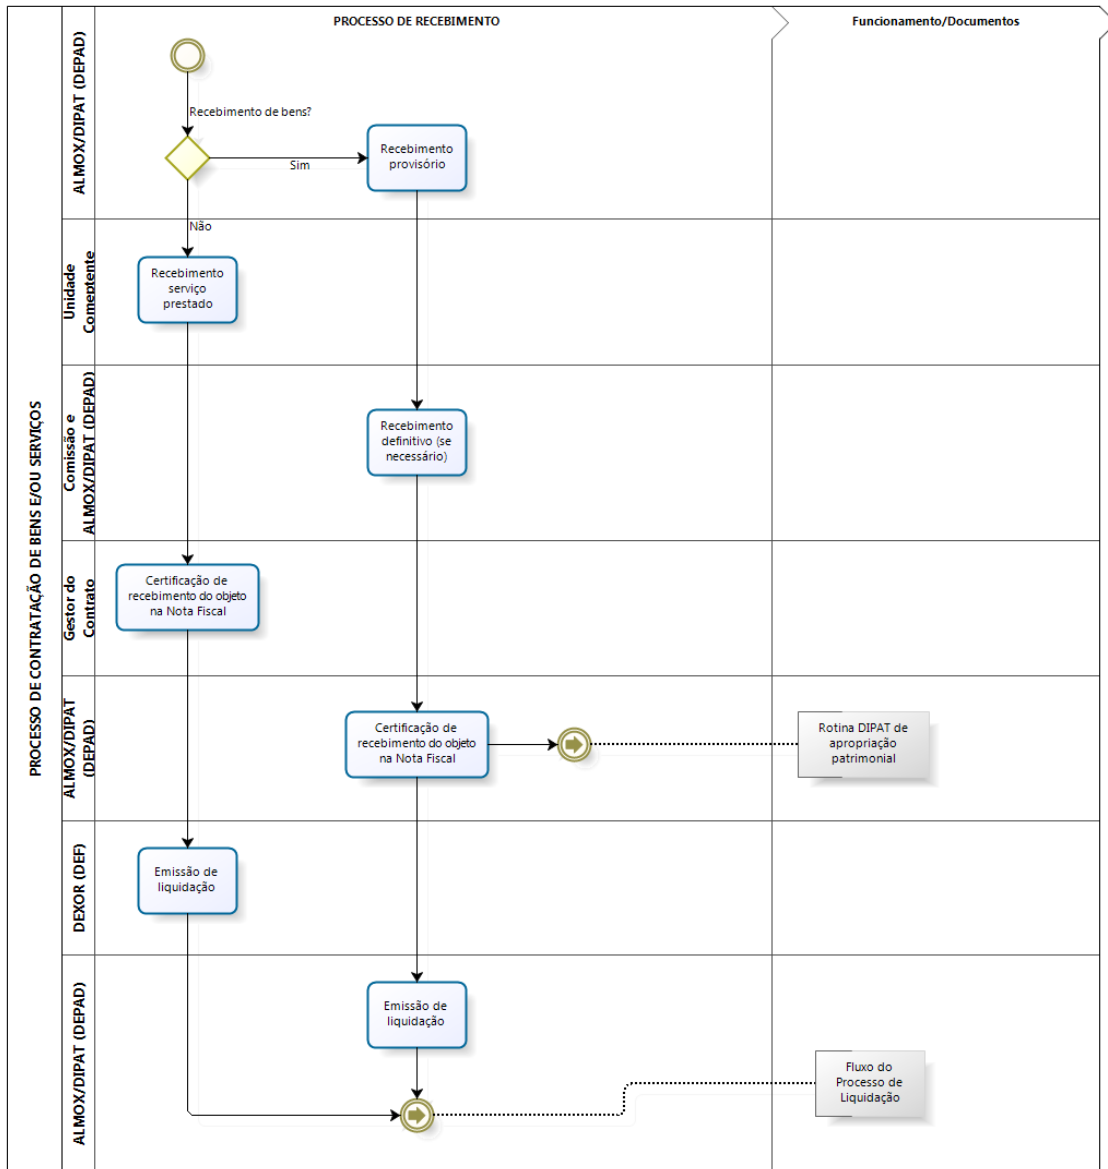 PROCESSO DE CONTRATAÇÃO DE BENS E/OU SERVIÇOS
PROCESSO DE RECEBIMENTO
Funcionamento/Documentos
ALMOX/DIPAT (DEPAD)
Recebimento de bens?
Sim
Recebimento
provisório
Não
Unidade
Comeptente
Recebimento
serviço
prestado
Comissão e
ALMOX/DIPAT (DEPAD)
Recebimento
definitivo (se
necessário)
Gestor do
Contrato
Certificação de
recebimento do objeto
na Nota Fiscal
ALMOX/DIPAT
(DEPAD)
Certificação de
recebimento do objeto
na Nota Fiscal
Rotina DIPAT de
apropriação
patrimonial
DEXOR (DEF)
Emissão de
liquidação
ALMOX/DIPAT (DEPAD)
Emissão de
liquidação
Fluxo do
Processo de
Liquidação